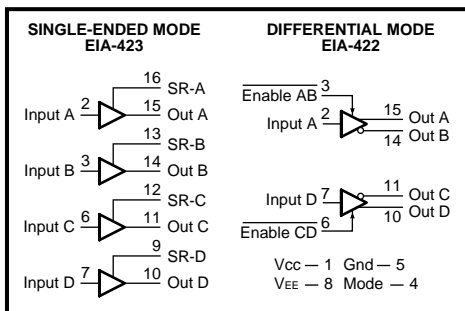 SINGLE-ENDED MODE
EIA-423
16
SR-A
Input A 2 15 Out A
13
SR-B
Input B 3 14 Out B
12
SR-C
Input C 6 11 Out C
9
SR-D
Input D 7 10 Out D
DIFFERENTIAL MODE
EIA-422
Enable AB 3
Input A 2
15 Out A
14 Out B
Input D 7
11 Out C
10 Out D
Enable CD 6
VCC — 1 Gnd — 5
VEE — 8 Mode — 4